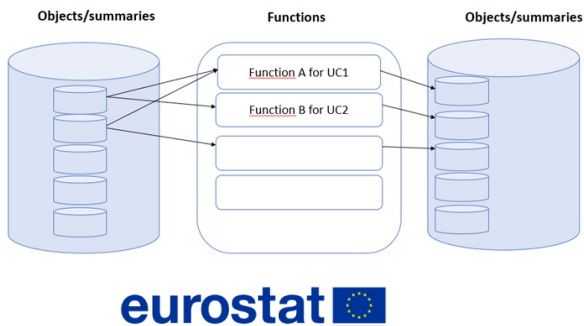 Objects/summaries
Functions
Objects/summaries
Function A for UC1
Function B for UC2
eurostat